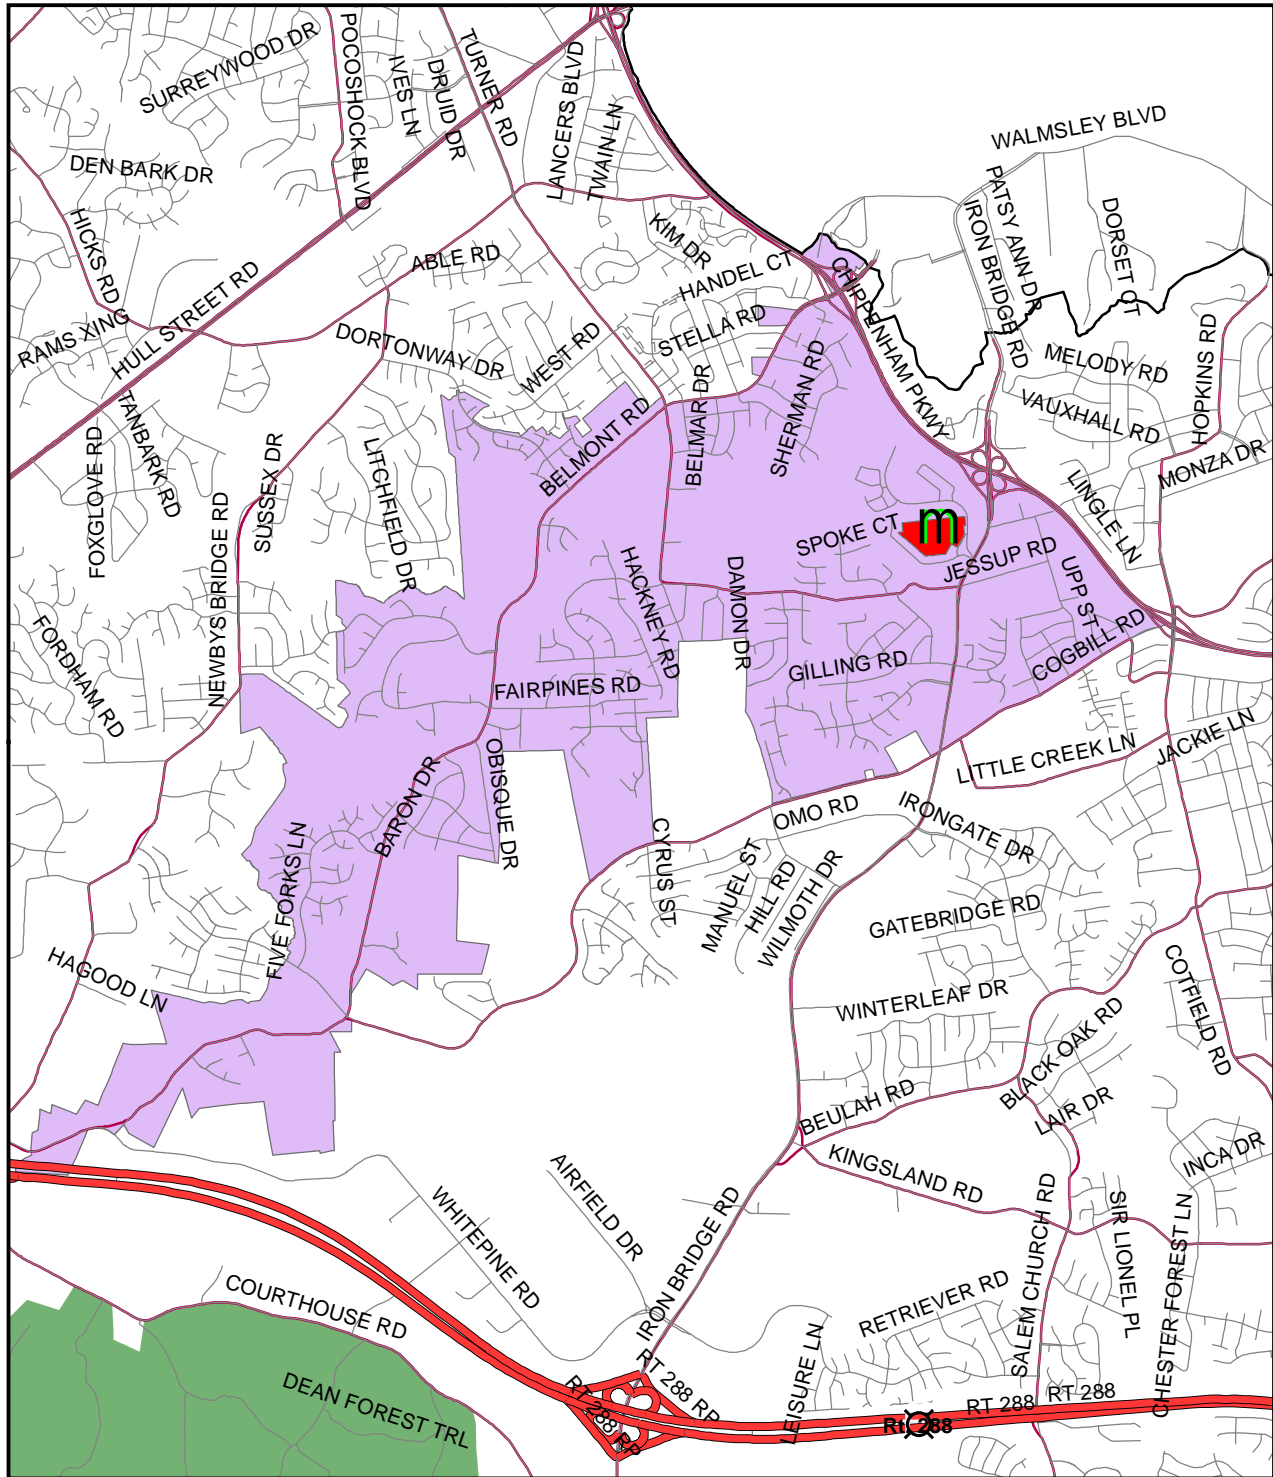 SURREYWOOD DR
POCOSHOCK BLVD
IVES LN
DRUID DR
TURNER RD
LANCERS BLVD
TWAIN LN
WALMSLEY BLVD
DEN BARK DR
HICKS RD
KIM DR
PATSY ANN DR
IRON BRIDGE RD
DORSET CT
ABLE RD
HANDEL CT
CHIPPENHAM PKWY
RAMS XING
HULL STREET RD
DORTONWAY DR
WEST RD
STELLA RD
SHERMAN RD
MELODY RD
HOPKINS RD
VAUXHALL RD
BELMAR DR
BELMONT RD
TANBARK RD
FOXGLOVE RD
SUSSEX DR
LITCHFIELD DR
MONZA DR
LINGLE LN
NEWBYS BRIDGE RD
SPOKE CT
m
JESSUP RD
HACKNEY RD
DAMON DR
UPP ST
COGBILL RD
FORDHAM RD
GILLING RD
FAIRPINES RD
OBISQUE DR
BARON DR
LITTLE CREEK LN
JACKIE LN
OMO RD
IRONGATE DR
CYRUS ST
MANUEL ST
HILL RD
WILMOTH DR
FIVE FORKS LN
GATEBRIDGE RD
HAGOOD LN
WINTERLEAF DR
COTFIELD RD
BLACK OAK RD
BEULAH RD
LAIR DR
INCA DR
KINGSLAND RD
AIRFIELD DR
WHITEPINE RD
IRON BRIDGE RD
SALEM CHURCH RD
SIR LIONEL PL
CHESTER FOREST LN
COURTHOUSE RD
RETRIEVER RD
LEISURE LN
DEAN FOREST TRL
RT 288 RP
RT 288 RP
Rt. 288
RT 288
RT 288